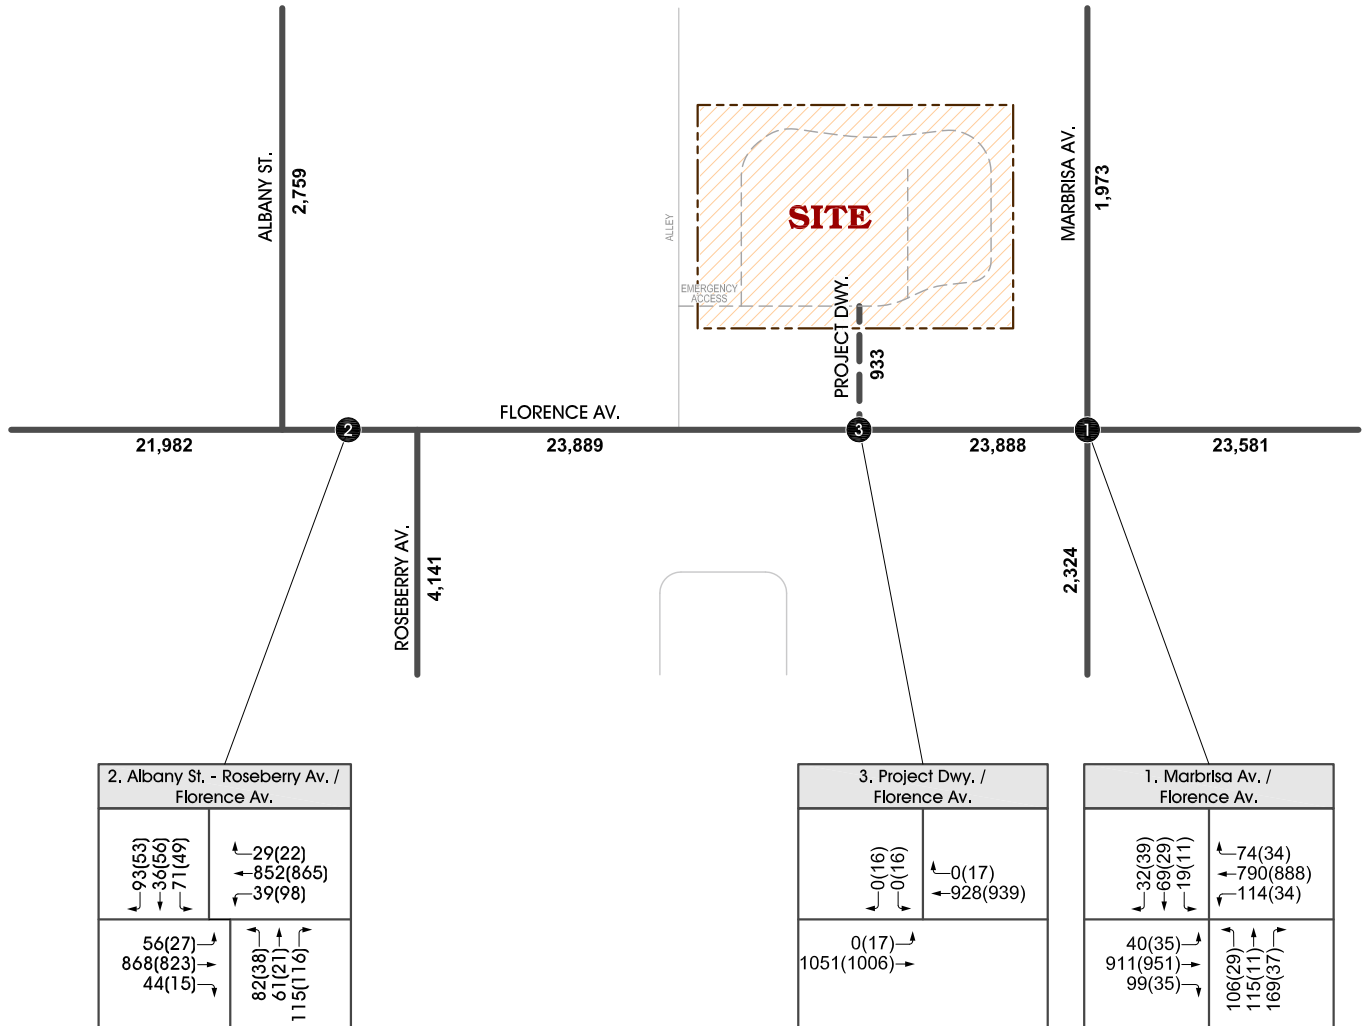 ALBANY ST.
2,759
ALLEY
SITE
EMERGENCY
ACCESS
PROJECT DWY.
933
MARBRISA AV.
1,973
FLORENCE AV.
2
3
1
21,982
23,889
23,888
23,581
ROSEBERRY AV.
4,141
2,324
2. Albany St. - Roseberry Av. /
Florence Av.
93(53)
36(56)
71(49)
29(22)
852(865)
39(98)
56(27)
868(823)
44(15)
82(38)
61(21)
115(116)
3. Project Dwy. /
Florence Av.
0(16)
0(16)
0(17)
928(939)
0(17)
1051(1006)
1. Marbrisa Av. /
Florence Av.
32(39)
69(29)
19(11)
74(34)
790(888)
114(34)
40(35)
911(951)
99(35)
106(29)
115(11)
169(37)